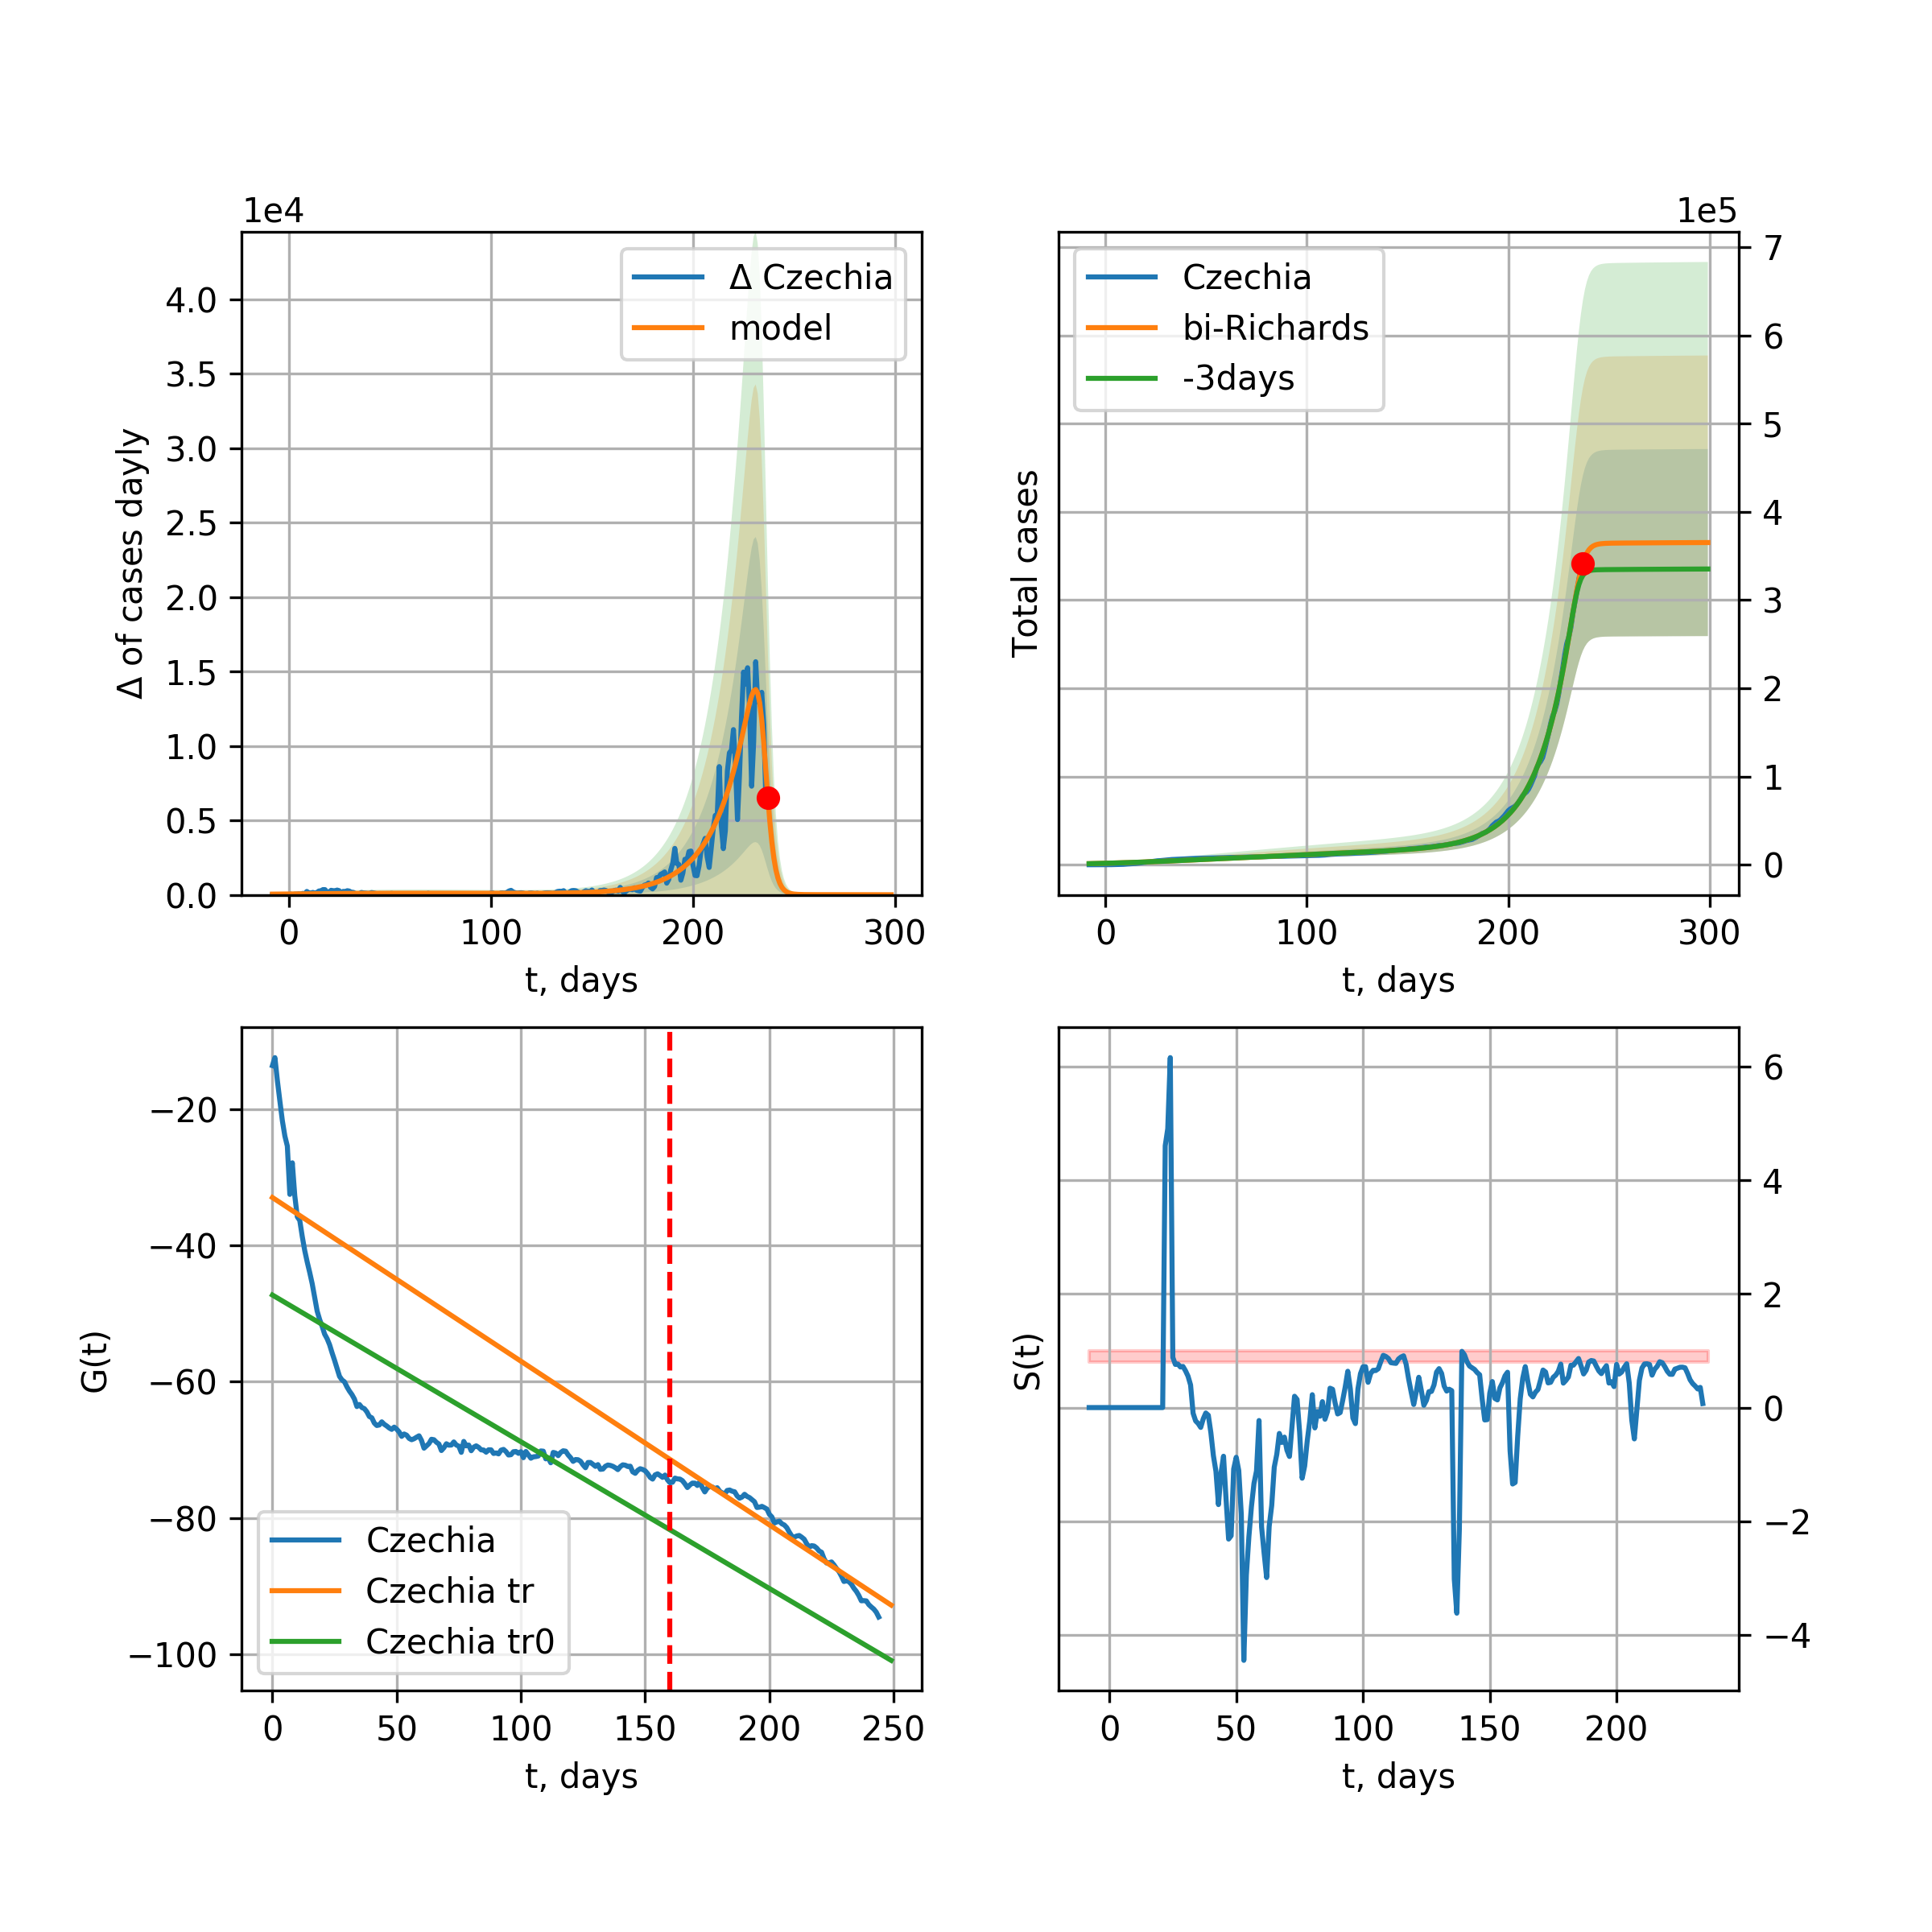 1e4
Δ of cases dayly
4.0
3.5
3.0
2.5
2.0
1.5
1.0
0.5
0.0
Δ Czechia
model
0 100 200 300
t, days
1e5
Total cases
Czechia
bi-Richards
-3days
7
6
5
4
3
2
1
0
0 100 200 300
t, days
G(t)
−20
−40
−60
−80
−100
Czechia
Czechia tr
Czechia tr0
0 50 100 150 200 250
t, days
S(t)
6
4
2
0
−2
−4
0 50 100 150 200
t, days